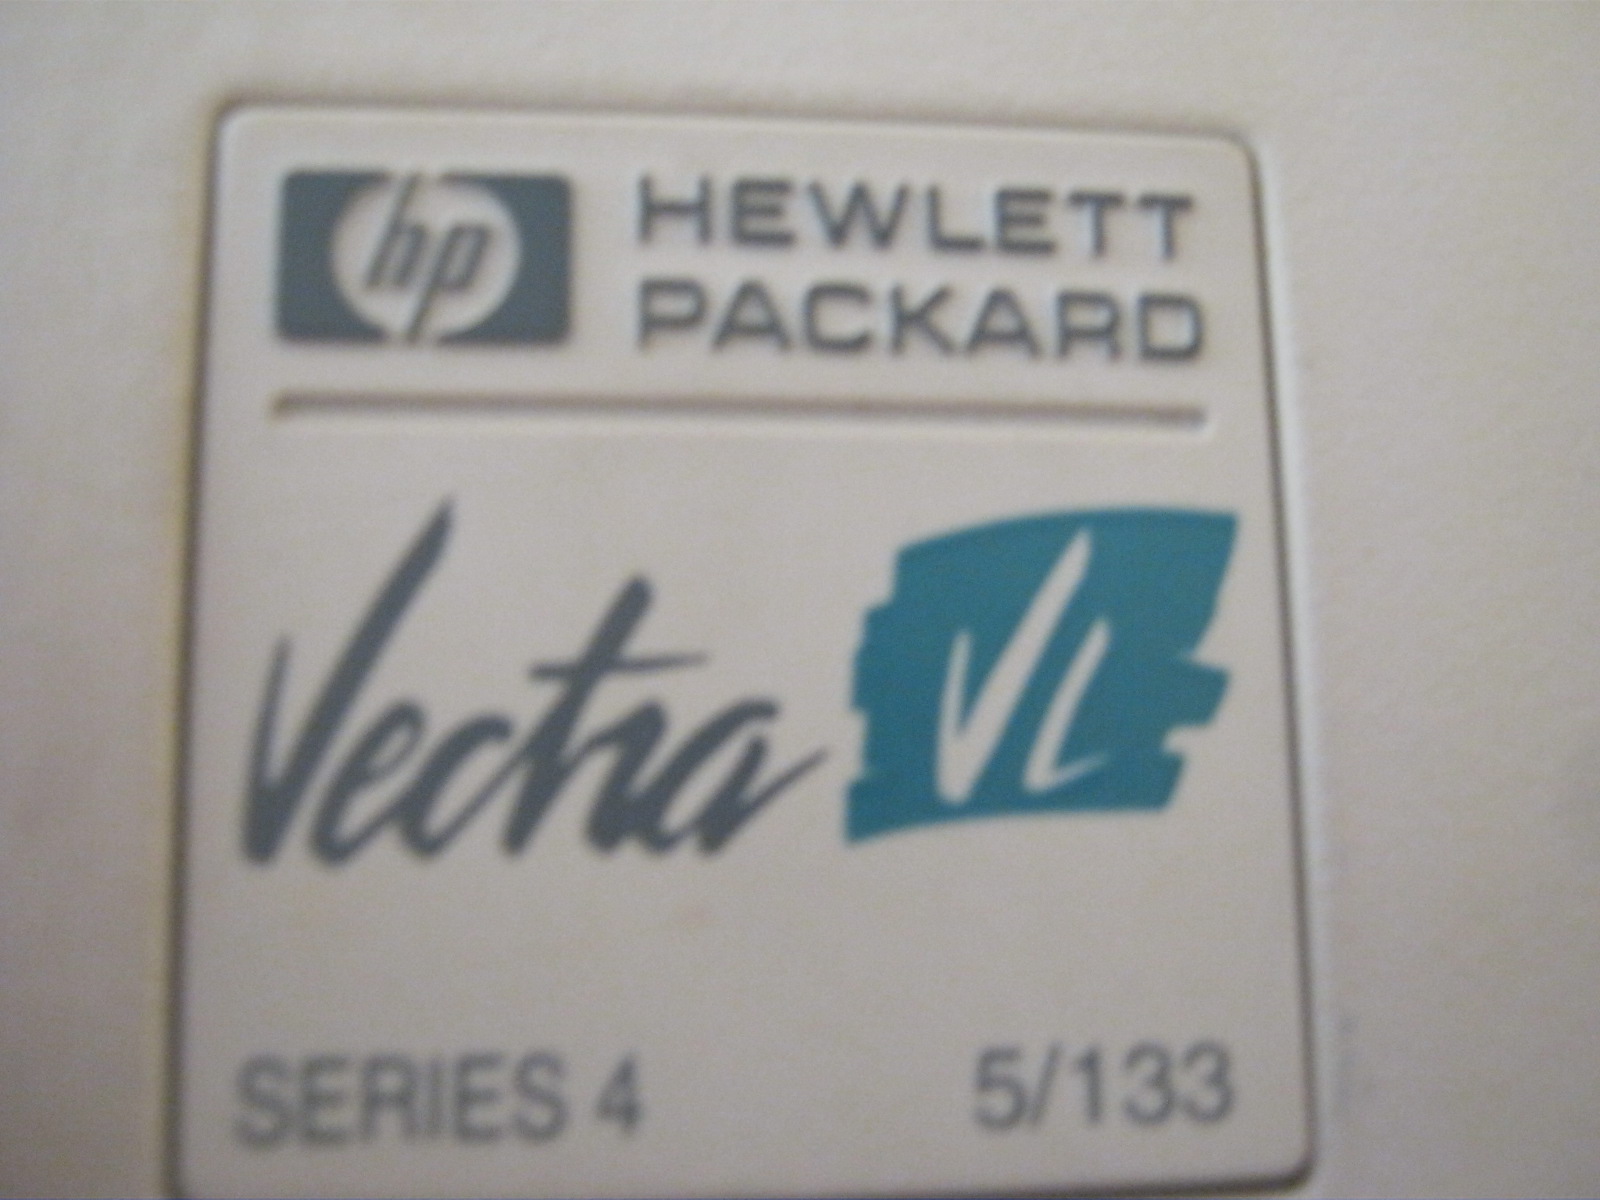 hp HEWLETT
PACKARD
Vectra VL
SERIES 4 5/133